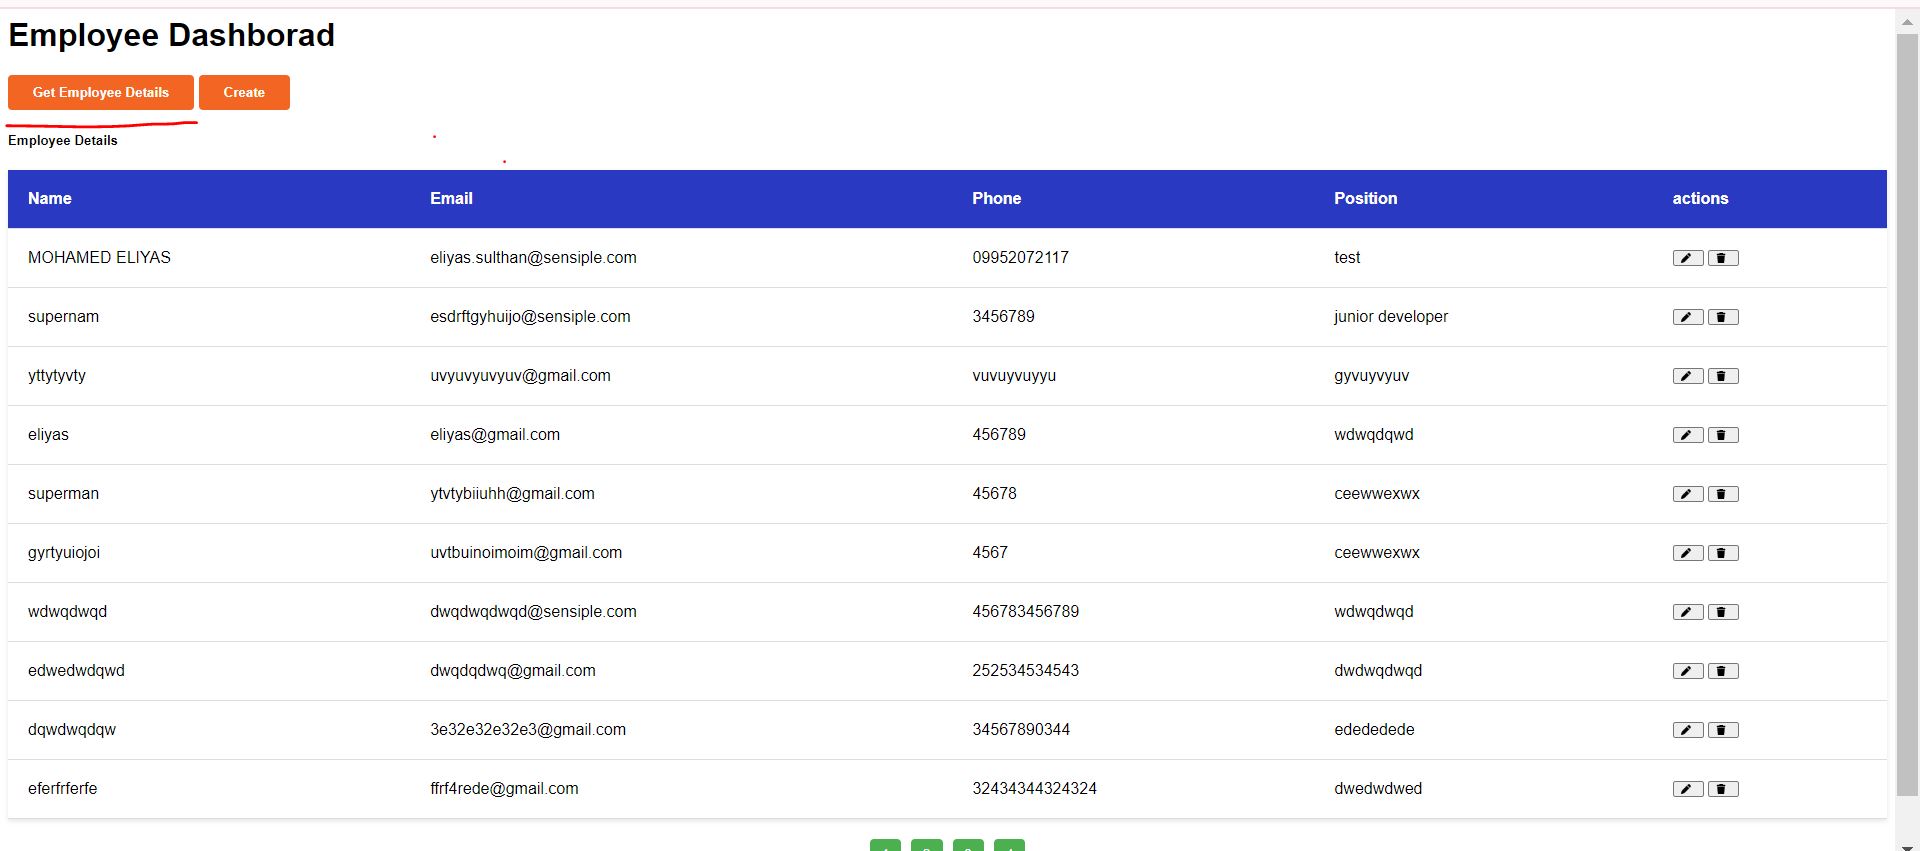 Employee Dashborad
Get Employee Details Create
Employee Details
Name Email Phone Position actions
MOHAMED ELIYAS eliyas.sulthan@sensiple.com 09952072117 test
supernam esdrftgyhuijo@sensiple.com 3456789 junior developer
yttytyvty uvyuvyuvyuv@gmail.com vuvuyvuyyu gyvuyvyuv
eliyas eliyas@gmail.com 456789 wdwqdqwd
superman ytvtybiiuhh@gmail.com 45678 ceewwexwx
gyrtyuiojoi uvtbuinoimoim@gmail.com 4567 ceewwexwx
wdwqdwqd dwqdwqdwqd@sensiple.com 456783456789 wdwqdwqd
edwedwdqwd dwqdqdwq@gmail.com 252534534543 dwdwqdwqd
dqwdwqdqw 3e32e32e32e3@gmail.com 34567890344 edededede
eferfrferfe ffrf4rede@gmail.com 32434344324324 dwedwdwed